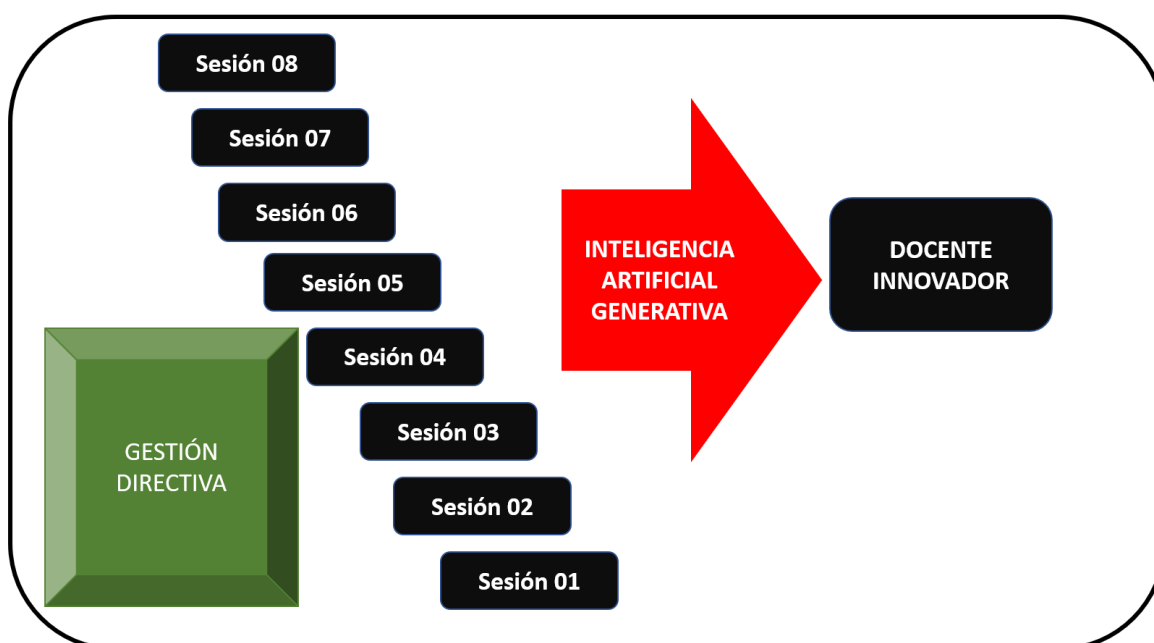 Sesión 08
Sesión 07
Sesión 06
Sesión 05
Sesión 04
Sesión 03
Sesión 02
Sesión 01
GESTIÓN
DIRECTIVA
INTELIGENCIA
ARTIFICIAL
GENERATIVA
DOCENTE
INNOVADOR